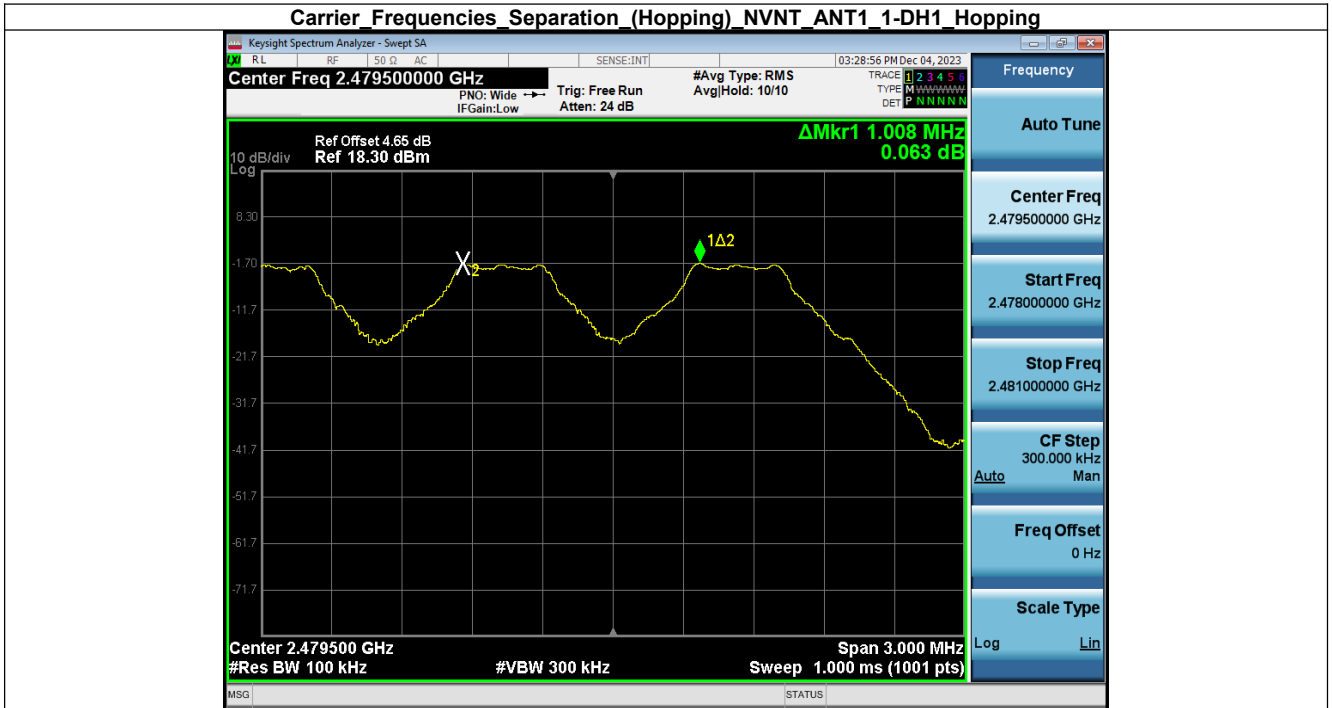 Carrier_Frequencies_Separation_(Hopping)_NVNT_ANT1_1-DH1_Hopping
Keysight Spectrum Analyzer - Swept SA
LXI RL RF 50 Ω AC SENSE:INT 03:28:56 PM Dec 04, 2023
Center Freq 2.479500000 GHz
PNO: Wide
IFGain:Low
Trig: Free Run
Atten: 24 dB
#Avg Type: RMS
Avg|Hold: 10/10
TRACE 1 2 3 4 5 6
TYPE M WWWWW
DET P N N N N N
ΔMkr1 1.008 MHz
0.063 dB
Ref Offset 4.65 dB
10 dB/div Ref 18.30 dBm
Log
8.30
-1.70
-11.7
-21.7
-31.7
-41.7
-51.7
-61.7
-71.7
X2
1Δ2
Center 2.479500 GHz Span 3.000 MHz
#Res BW 100 kHz #VBW 300 kHz Sweep 1.000 ms (1001 pts)
MSG STATUS
Frequency
Auto Tune
Center Freq
2.479500000 GHz
Start Freq
2.478000000 GHz
Stop Freq
2.481000000 GHz
CF Step
300.000 kHz
Auto Man
Freq Offset
0 Hz
Scale Type
Log Lin